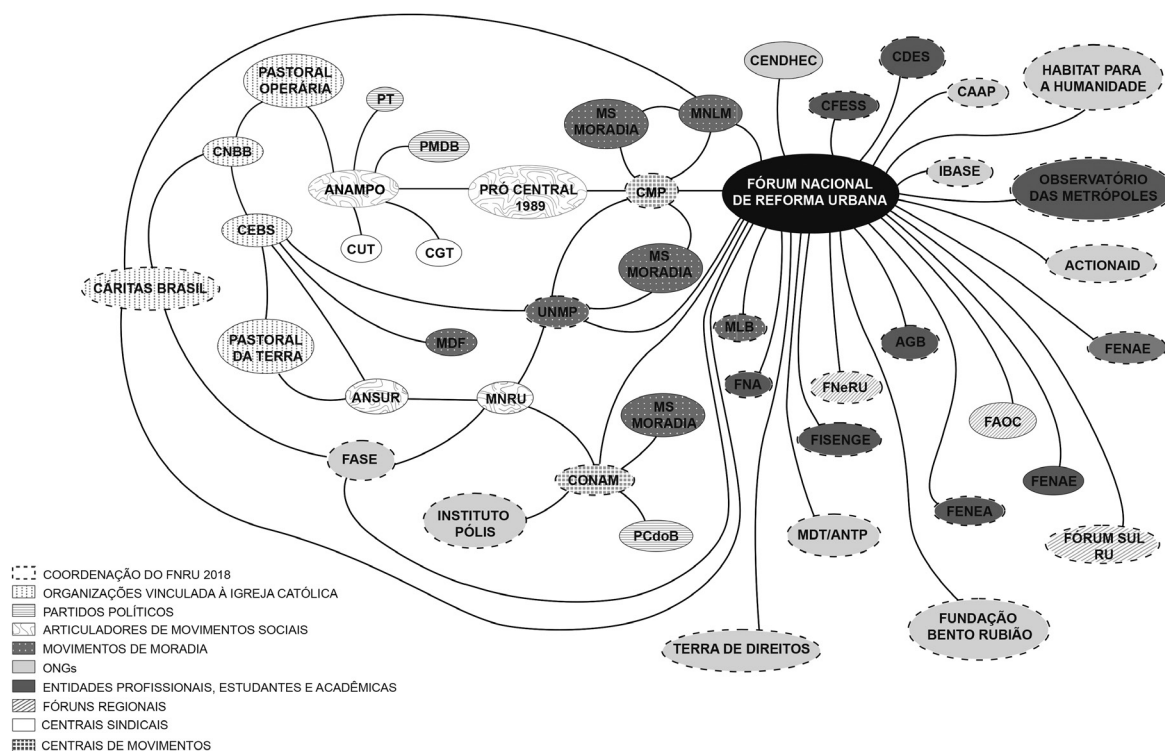 PASTORAL
OPERÁRIA
PT
CNBB
PMDB
ANAMPO
PRÓ CENTRAL
1989
CEBS
CUT
CGT
CÁRITAS BRASIL
PASTORAL
DA TERRA
MDF
ANSUR
MNRU
FASE
INSTITUTO
PÓLIS
CONAM
PCdoB
MS
MORADIA
MNLM
CMP
MS
MORADIA
UNMP
MS
MORADIA
CENDHEC
CDES
CFESS
CAAP
HABITAT PARA
A HUMANIDADE
FÓRUM NACIONAL
DE REFORMA URBANA
IBASE
OBSERVATÓRIO
DAS METRÓPOLES
ACTIONAID
MLB
FNA
FNeRU
AGB
FENAE
FISENGE
FAOC
FENAE
FENEA
MDT/ANTP
FÓRUM SUL
RU
TERRA DE DIREITOS
FUNDAÇÃO
BENTO RUBIÃO
COORDENAÇÃO DO FNRU 2018
ORGANIZAÇÕES VINCULADA À IGREJA CATÓLICA
PARTIDOS POLÍTICOS
ARTICULADORES DE MOVIMENTOS SOCIAIS
MOVIMENTOS DE MORADIA
ONGs
ENTIDADES PROFISSIONAIS, ESTUDANTES E ACADÊMICAS
FÓRUNS REGIONAIS
CENTRAIS SINDICAIS
CENTRAIS DE MOVIMENTOS